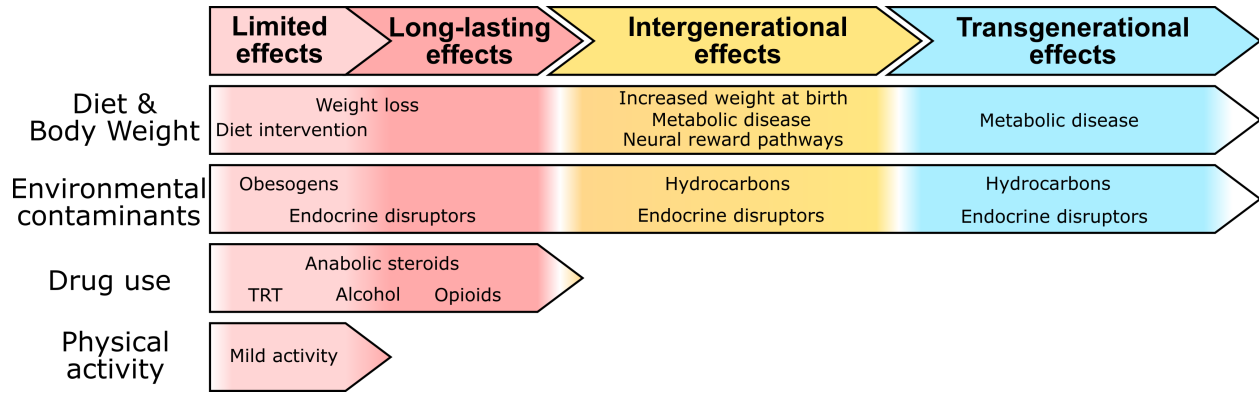 Limited
effects
Long-lasting
effects
Intergenerational
effects
Transgenerational
effects
Diet &
Body Weight
Weight loss
Diet intervention
Increased weight at birth
Metabolic disease
Neural reward pathways
Metabolic disease
Environmental
contaminants
Obesogens
Endocrine disruptors
Hydrocarbons
Endocrine disruptors
Hydrocarbons
Endocrine disruptors
Drug use
Anabolic steroids
TRT
Alcohol
Opioids
Physical
activity
Mild activity